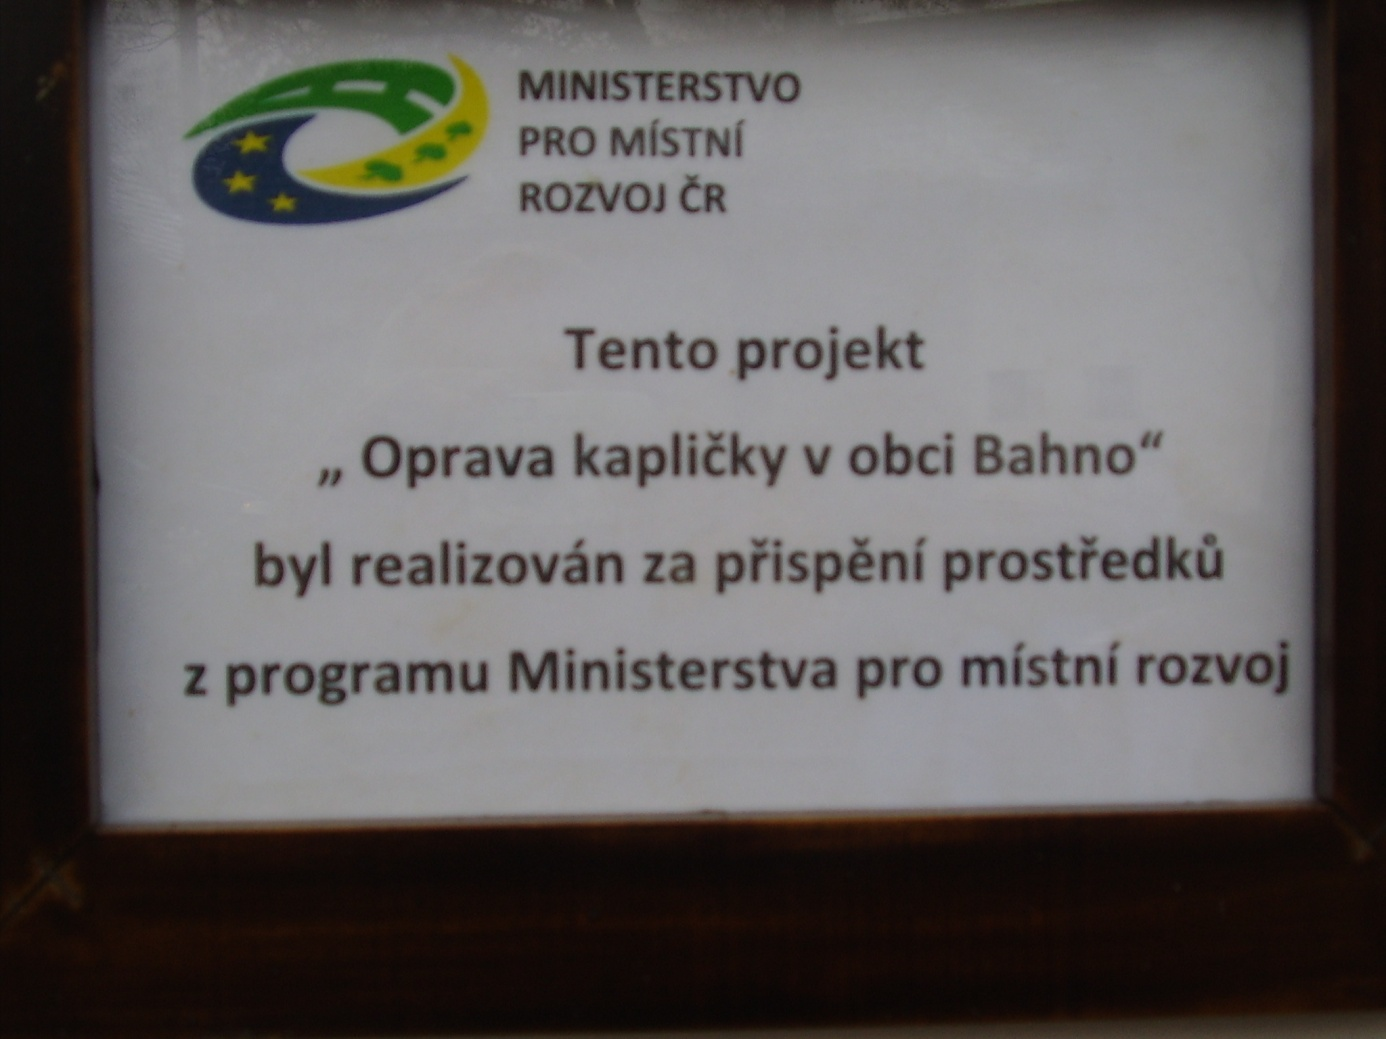 MINISTERSTVO
PRO MÍSTNÍ
ROZVOJ ČR
Tento projekt
„ Oprava kapličky v obci Bahno“
byl realizován za přispění prostředků
z programu Ministerstva pro místní rozvoj